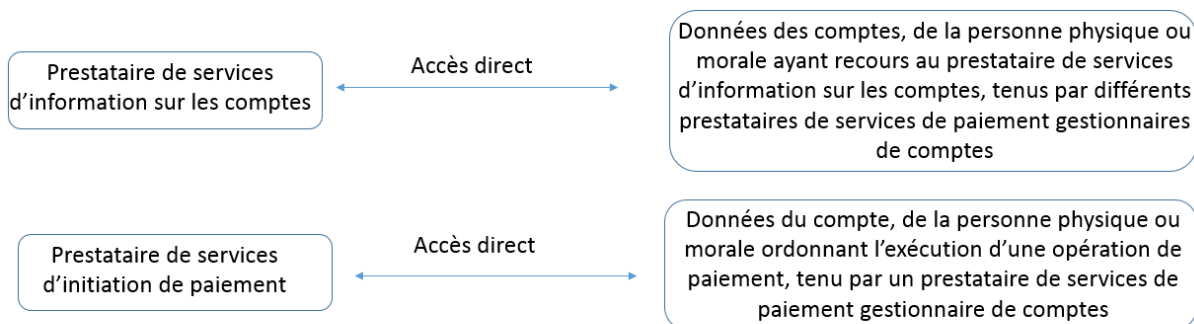 Prestataire de services
d’information sur les comptes
Accès direct
Données des comptes, de la personne physique ou
morale ayant recours au prestataire de services
d’information sur les comptes, tenus par différents
prestataires de services de paiement gestionnaires
de comptes
Prestataire de services
d’initiation de paiement
Accès direct
Données du compte, de la personne physique ou
morale ordonnant l’exécution d’une opération de
paiement, tenu par un prestataire de services de
paiement gestionnaire de comptes